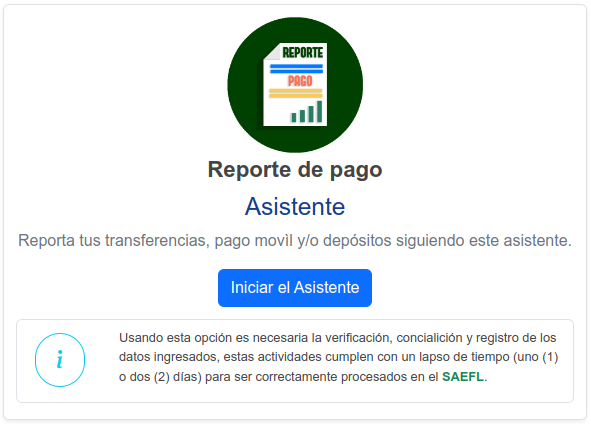 REPORTE
PAGO
Reporte de pago
Asistente
Reporta tus transferencias, pago movìl y/o depósitos siguiendo este asistente.
Iniciar el Asistente
i
Usando esta opción es necesaria la verificación, concialición y registro de los
datos ingresados, estas actividades cumplen con un lapso de tiempo (uno (1)
o dos (2) días) para ser correctamente procesados en el SAEFL.